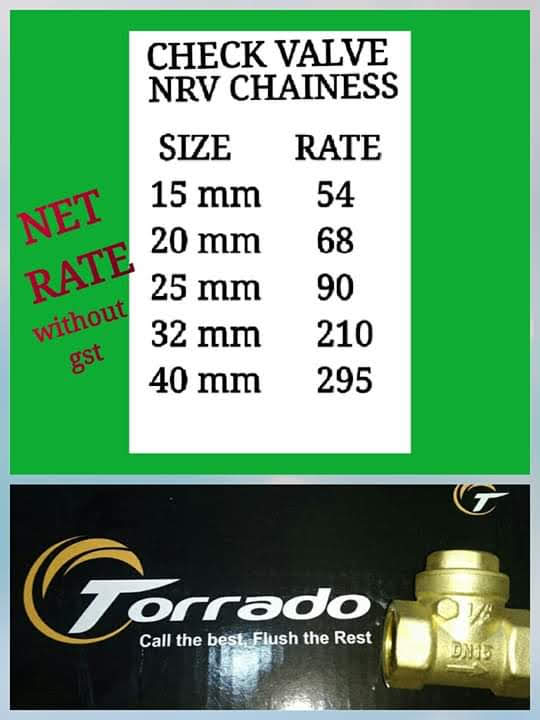 CHECK VALVE
NRV CHAINESS
SIZE RATE
15 mm 54
20 mm 68
25 mm 90
32 mm 210
40 mm 295
NET
RATE
without
gst
T
Torrado
Call the best, Flush the Rest
DN15